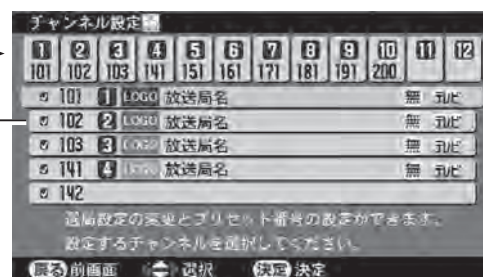 チャンネル設定
1 2 3 4 5 6 7 8 9 10 11 12
101 102 103 141 151 161 171 181 191 200
101 1 LOGO 放送局名 無 テレビ
102 2 LOGO 放送局名 無 テレビ
103 3 LOGO 放送局名 無 テレビ
141 4 LOGO 放送局名 無 テレビ
142
選局設定の変更とプリセット番号の設定ができます。
設定するチャンネルを選択してください。
戻る 前画面 選択 決定 決定